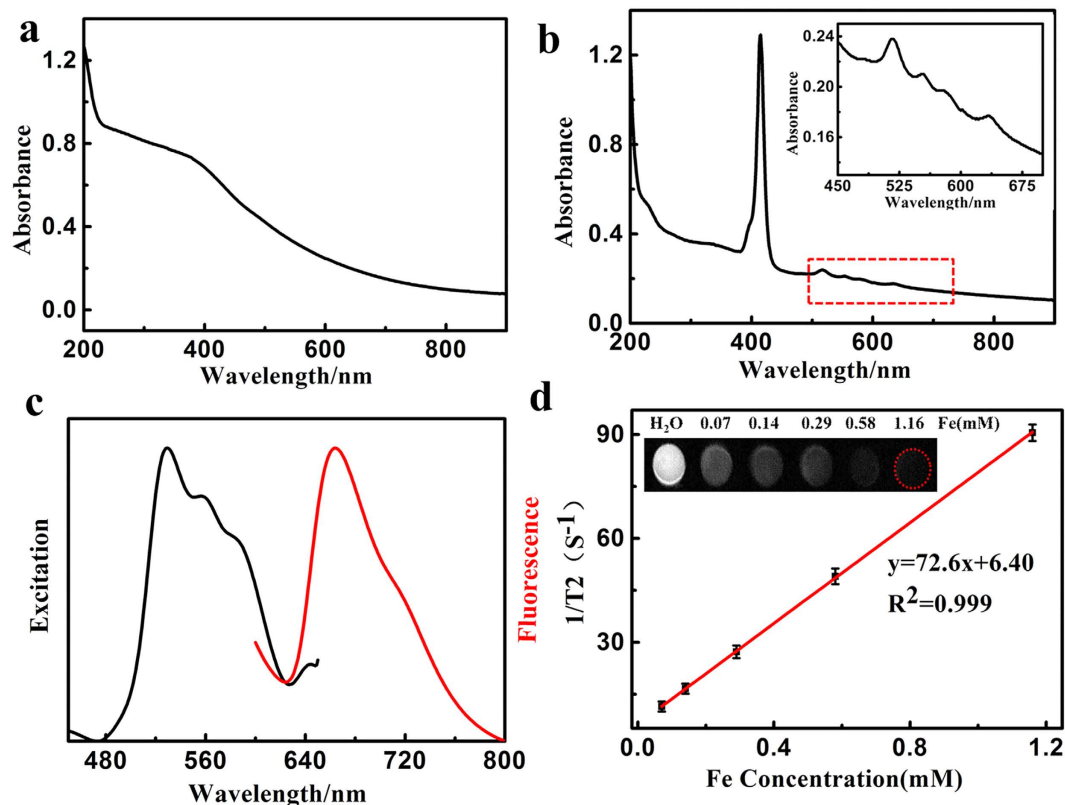 a
1.2
0.8
0.4
0.0
200 400 600 800
Absorbance
Wavelength/nm
b
1.2
0.8
0.4
0.0
200 400 600 800
Absorbance
Wavelength/nm
0.24
0.20
0.16
450 525 600 675
Absorbance
Wavelength/nm
c
Excitation
Fluorescence
480 560 640 720 800
Wavelength/nm
d
H₂O 0.07 0.14 0.29 0.58 1.16 Fe(mM)
90
60
30
0.0 0.4 0.8 1.2
1/T2 (S⁻¹)
y=72.6x+6.40
R²=0.999
Fe Concentration(mM)